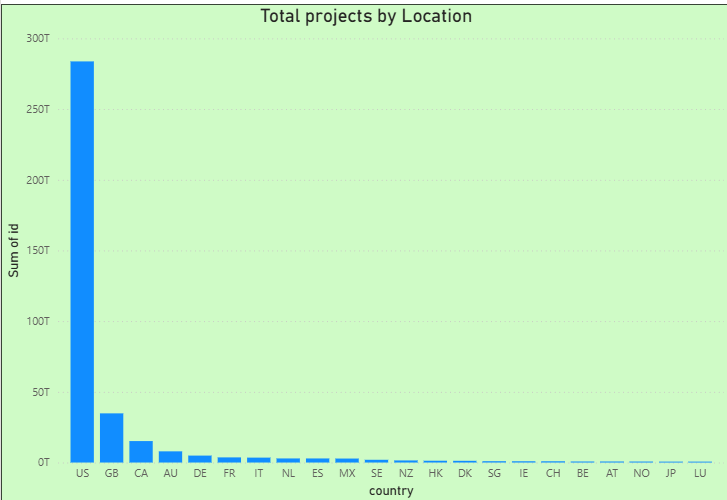 Total projects by Location
300T
250T
200T
150T
100T
50T
0T
Sum of id
US GB CA AU DE FR IT NL ES MX SE NZ HK DK SG IE CH BE AT NO JP LU
country